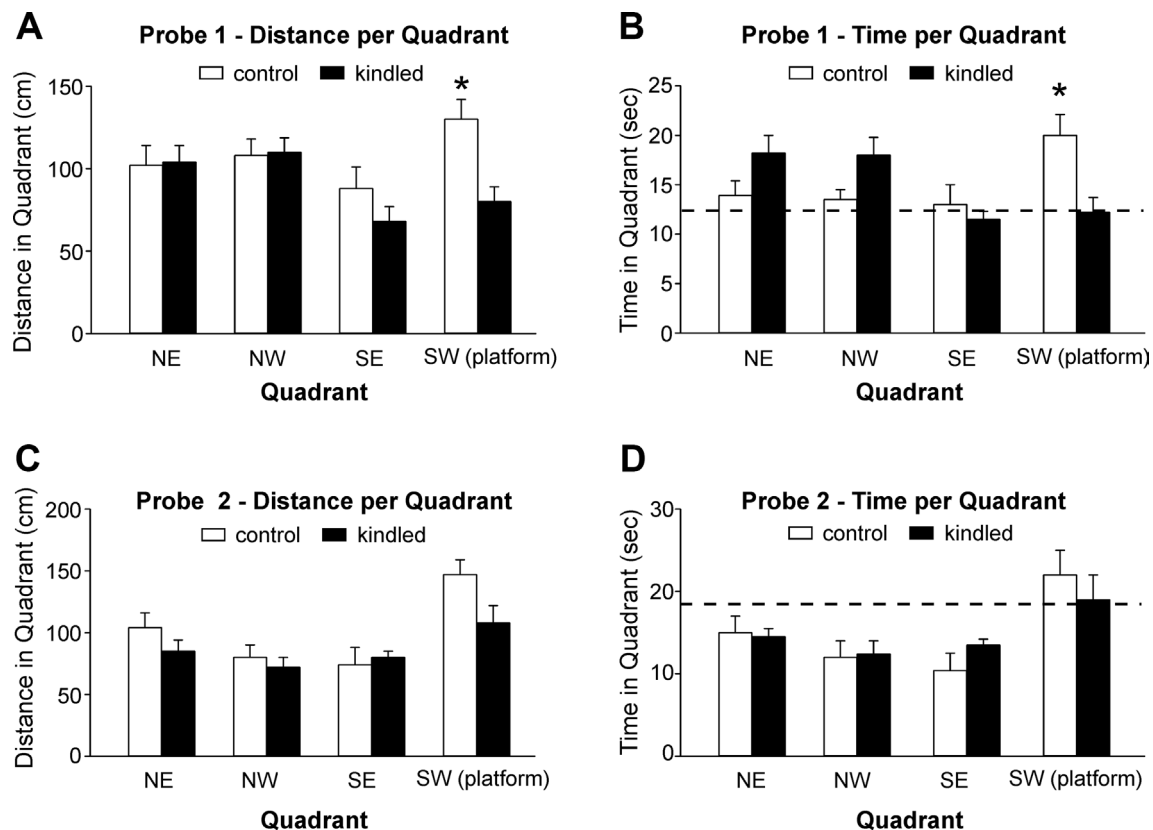 A
Probe 1 - Distance per Quadrant
control kindled
Distance in Quadrant (cm)
150
100
50
0
*
NE NW SE SW (platform)
Quadrant
B
Probe 1 - Time per Quadrant
control kindled
Time in Quadrant (sec)
25
20
15
10
5
0
*
NE NW SE SW (platform)
Quadrant
C
Probe 2 - Distance per Quadrant
control kindled
Distance in Quadrant (cm)
200
150
100
50
0
NE NW SE SW (platform)
Quadrant
D
Probe 2 - Time per Quadrant
control kindled
Time in Quadrant (sec)
30
20
10
0
NE NW SE SW (platform)
Quadrant